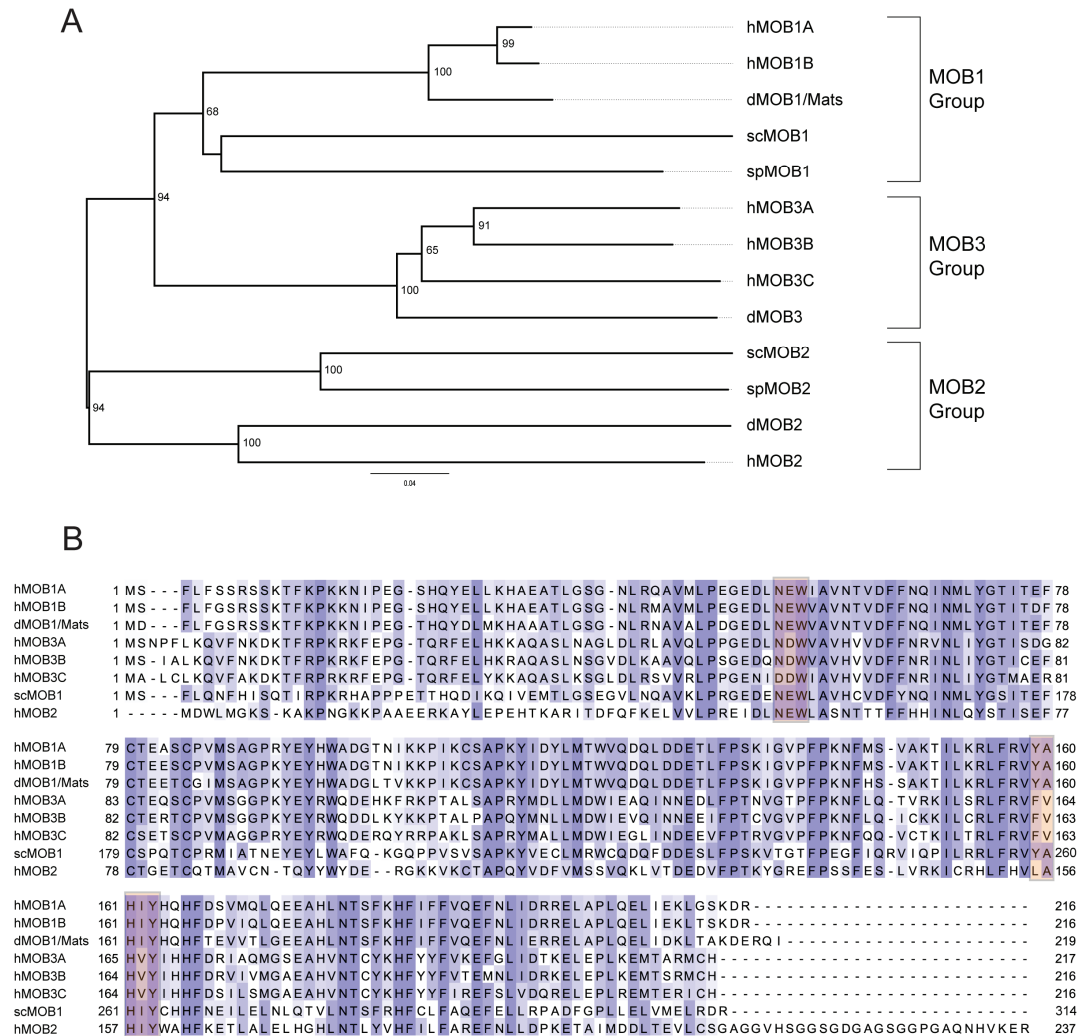 A
hMOB1A
99
hMOB1B
100
dMOB1/Mats
MOB1
Group
68
scMOB1
spMOB1
94
hMOB3A
91
hMOB3B
65
MOB3
Group
hMOB3C
100
dMOB3
scMOB2
100
spMOB2
MOB2
Group
94
dMOB2
100
hMOB2
0.04
B
hMOB1A 1 MS---FLFSSRSSKTFKPKKNIPEG-SHQYELLKHAEATLGSG-NLRQAVMLPEGEDLNEWIAVNTVDFFNQINMLYGTITEF 78
hMOB1B 1 MS---FLFGSRSSKTFKPKKNIPEG-SHQYELLKHAEATLGSG-NLRMAVMLPEGEDLNEWVAVNTVDFFNQINMLYGTITDF 78
dMOB1/Mats 1 MD---FLFGSRSSKTFKPKKNIPEG-THQYDLMKHAAATLGSG-NLRNAVALPDGEDLNEWVAVNTVDFFNQINMLYGTITEF 78
hMOB3A 1 MSNPFLKQVFNKDKTFRPKRKFEPG-TQRFELHKKAQASLNAGLDLRLAVQLPPGEDLNDWVAVHVVDFFNRVNLIYGTISDG 82
hMOB3B 1 MS-IALKQVFNKDKTFRPKRKFEPG-TQRFELHKRAQASLNSGVDLKAAVQLPSGEDQNDWVAVHVVDFFNRINLIYGTICEF 81
hMOB3C 1 MA-LCLKQVFAKDKTFRPRKRFEPG-TQRFELYKKAQASLKSGLDLRSVVRLPPGENIDDWIAVHVVDFFNRINLIYGTMAER 81
scMOB1 1 MS---FLQNFHISQTIRPKRHAPPPETTHQDIKQIVEMTLGSEGVLNQAVKLPRGEDENEWLAVHCVDFYNQINMLYGSITEF 178
hMOB2 1 -----MDWLMGKS-KAKPNGKKPAAEERKAYLEPEHTKARITDFQFKELVVLPREIDLNEWLASNTTTFFHHINLQYSTISEF 77
hMOB1A 79 CTEASCPVMSAGPRYEYHWADGTNIKKPIKCSAPKYIDYLMTWVQDQLDDETLFPSKIGVPFPKNFMS-VAKTILKRLFRVYA 160
hMOB1B 79 CTEESCPVMSAGPKYEYHWADGTNIKKPIKCSAPKYIDYLMTWVQDQLDDETLFPSKIGVPFPKNFMS-VAKTILKRLFRVYA 160
dMOB1/Mats 79 CTEETCGIMSAGPKYEYHWADGLTVKKPIKCSAPKYIDYLMTWVQDQLDDETLFPSKIGVPFPKNFHS-SAKTILKRLFRVYA 160
hMOB3A 83 CTEQSCPVMSGGPKYEYRWQDEHKFRKPTALSAPRYMDLLMDWIEAQINNEDLFPTNVGTPFPKNFLQ-TVRKILSRLFRVFV 164
hMOB3B 82 CTERTCPVMSGGPKYEYRWQDDLKYKKPTALPAPQYMNLLMDWIEVQINNEEIFPTCVGVPFPKNFLQ-ICKKILCRLFRVFV 163
hMOB3C 82 CSETSCPVMAGGPRYEYRWQDERQYRRPAKLSAPRYMALLMDWIEGLINDEEVFPTRVGVPFPKNFQQ-VCTKILTRLFRVFV 163
scMOB1 179 CSPQTCPRMIATNEYEYLWAFQ-KGQPPVSVSAPKYVECLMRWCQDQFDDESLFPSKVTGTFPEGFIQRVIQPILRRLFRVYA 260
hMOB2 78 CTGETCQTMAVCN-TQYYWYDE--RGKKVKCTAPQYVDFVMSSVQKLVTDEDVFPTKYGREFPSSFES-LVRKICRHLFHVLA 156
hMOB1A 161 HIYHQHFDSVMQLQEEAHLNTSFKHFIFFVQEFNLIDRRELAPLQELIEKLGSKDR------------------------- 216
hMOB1B 161 HIYHQHFDPVIQLQEEAHLNTSFKHFIFFVQEFNLIDRRELAPLQELIEKLTSKDR------------------------- 216
dMOB1/Mats 161 HIYHQHFTEVVTLGEEAHLNTSFKHFIFFVQEFNLIERRELAPLQELIDKLTAKDERQI---------------------- 219
hMOB3A 165 HVYIHHFDRIAQMGSEAHVNTCYKHFYYFVKEFGLIDTKELEPLKEMTARMCH---------------------------- 217
hMOB3B 164 HVYIHHFDRVIVMGAEAHVNTCYKHFYYFVTEMNLIDRKELEPLKEMTSRMCH---------------------------- 216
hMOB3C 164 HVYIHHFDSILSMGAEAHVNTCYKHFYYFIREFSLVDQRELEPLREMTERICH---------------------------- 216
scMOB1 261 HIYCHHFNEILELNLQTVLNTSFRHFCLFAQEFELLRPADFGPLLELVMELRD---------------------------- 314
hMOB2 157 HIYWAHFKETLALELHGHLNTLYVHFILFAREFNLLDPKETAIMDDLTEVLCSGAGGVHSGGSGDGAGSGGPGAQNHVKER 230